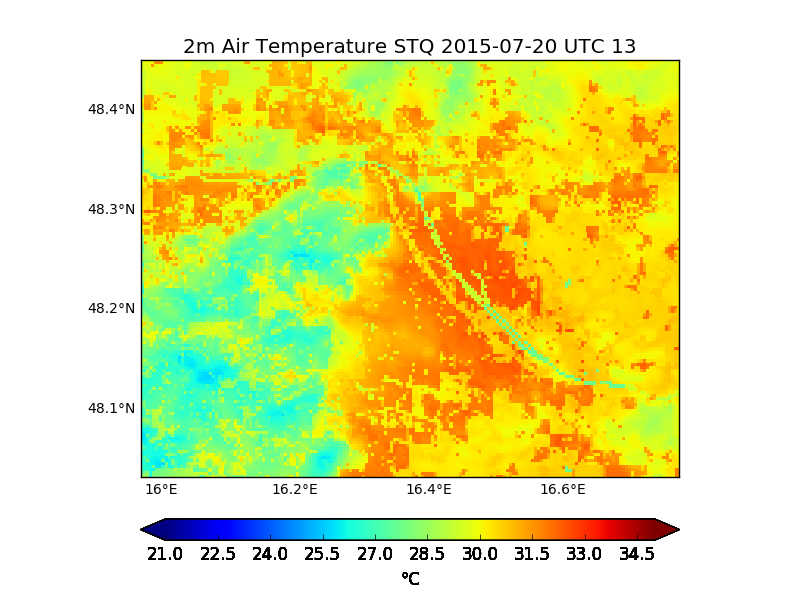 2m Air Temperature STQ 2015-07-20 UTC 13
48.4°N
48.3°N
48.2°N
48.1°N
16°E 16.2°E 16.4°E 16.6°E
21.0 22.5 24.0 25.5 27.0 28.5 30.0 31.5 33.0 34.5
°C